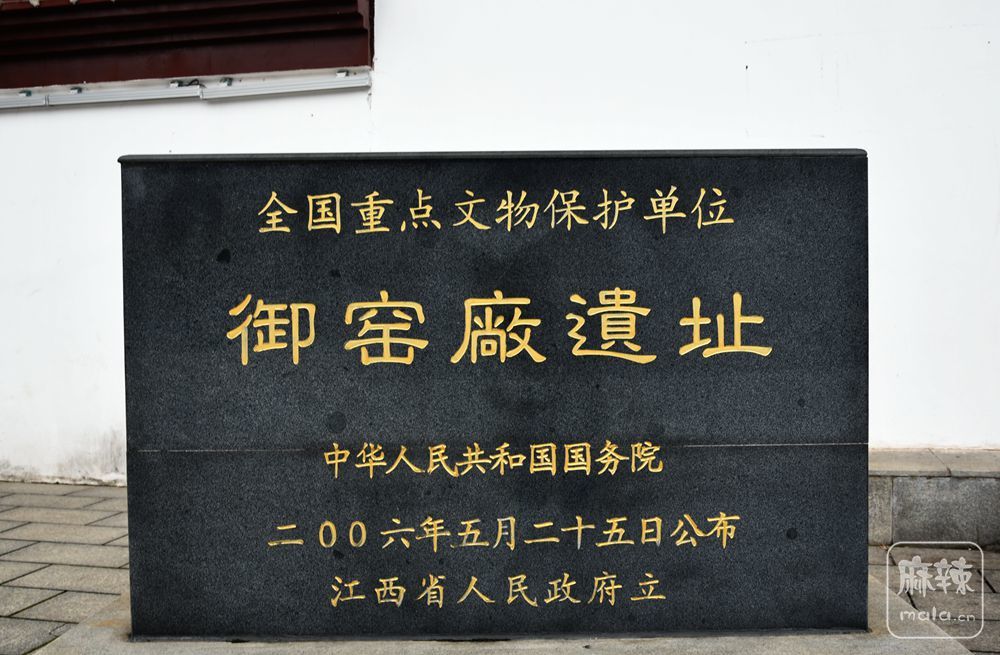 全国重点文物保护单位
御窑廠遺址
中华人民共和国国务院
二00六年五月二十五日公布
江西省人民政府立
麻辣
mala.cn